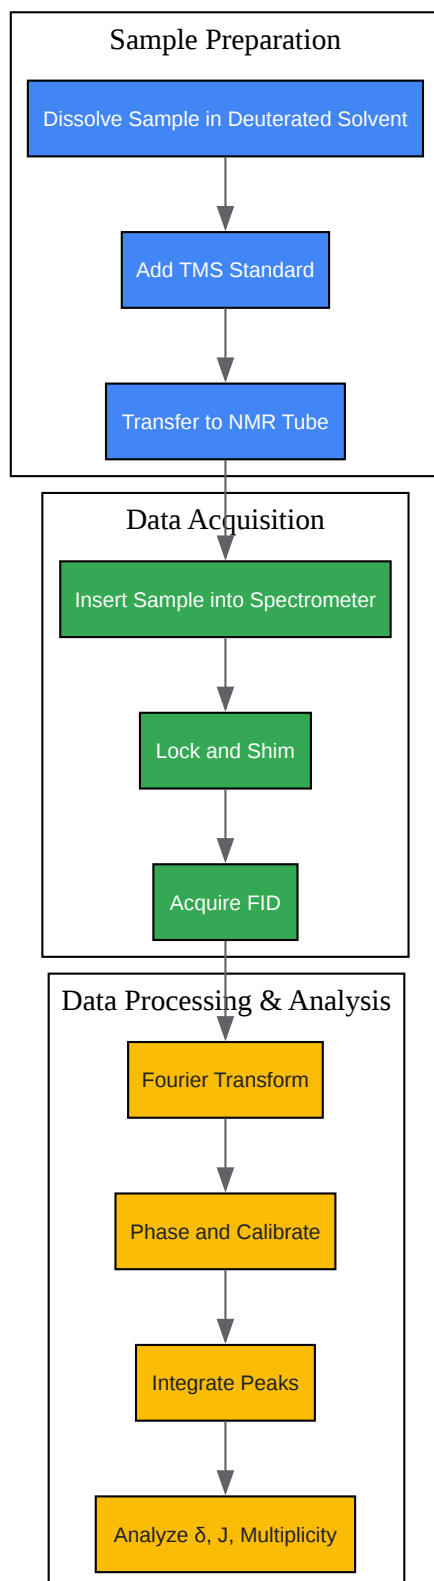 Sample Preparation
Dissolve Sample in Deuterated Solvent
Add TMS Standard
Transfer to NMR Tube
Data Acquisition
Insert Sample into Spectrometer
Lock and Shim
Acquire FID
Data Processing & Analysis
Fourier Transform
Phase and Calibrate
Integrate Peaks
Analyze δ, J, Multiplicity